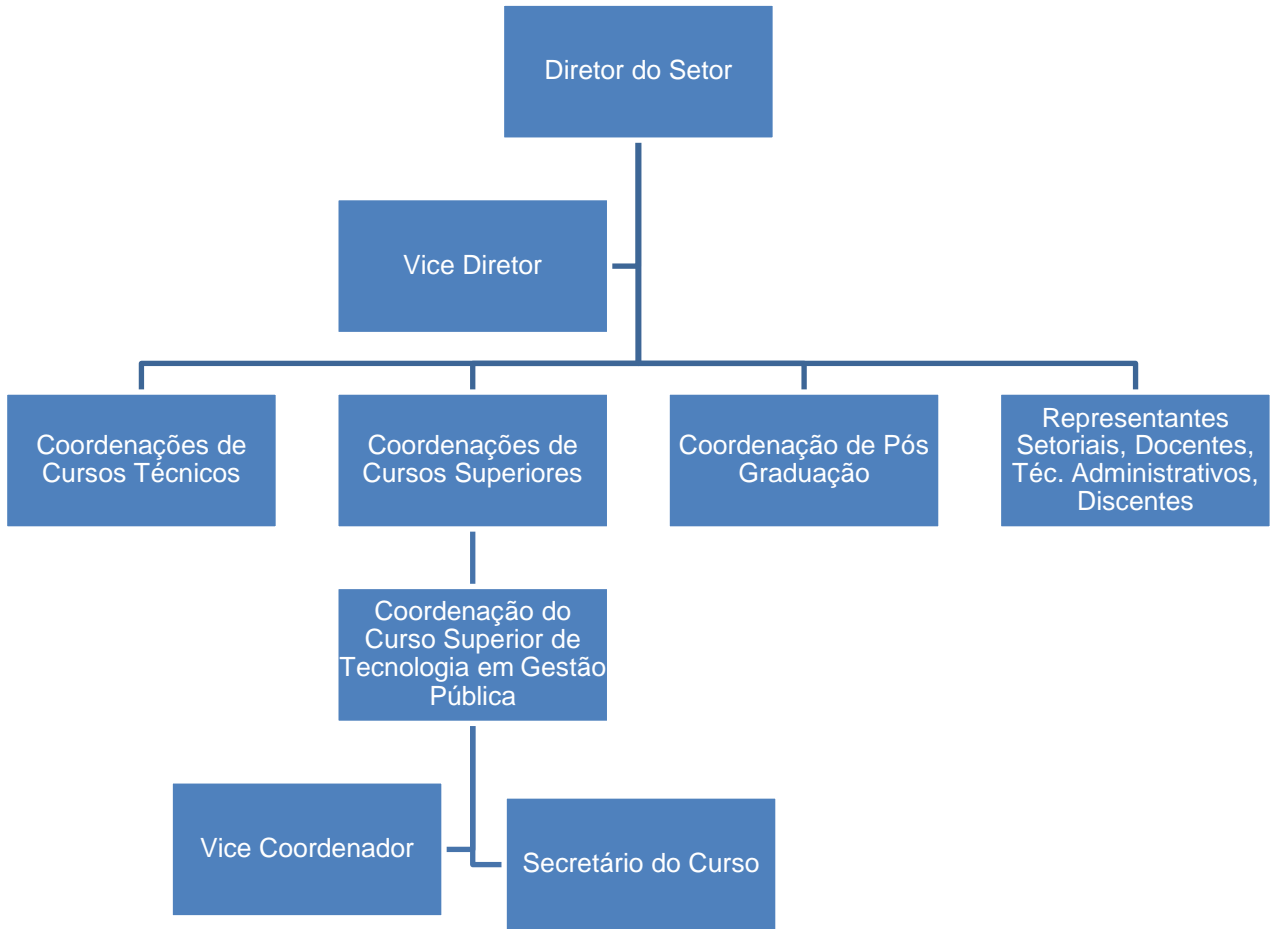 Diretor do Setor
Vice Diretor
Coordenações de
Cursos Técnicos
Coordenações de
Cursos Superiores
Coordenação de Pós
Graduação
Representantes
Setoriais, Docentes,
Téc. Administrativos,
Discentes
Coordenação do
Curso Superior de
Tecnologia em Gestão
Pública
Vice Coordenador
Secretário do Curso